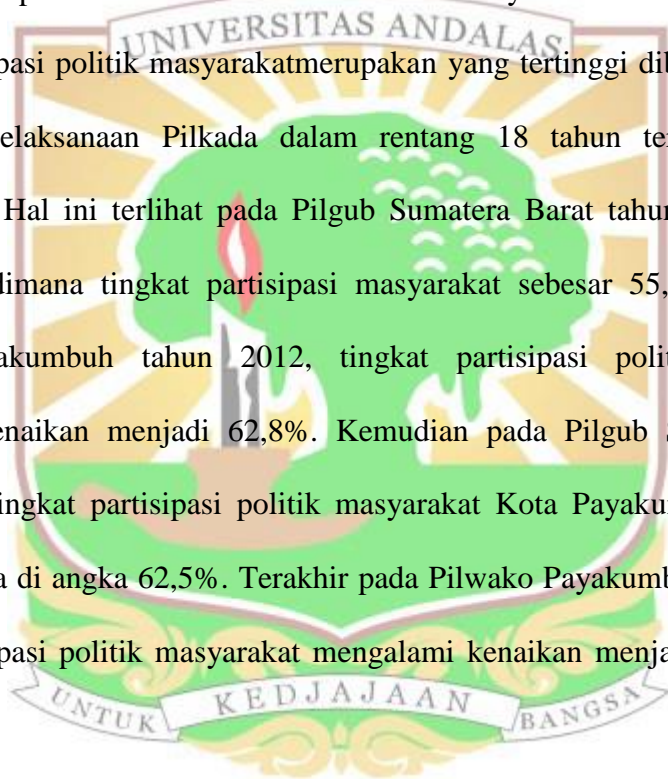 UNIVERSITAS ANDALAS
pasi politik masyarakatmerupakan yang tertinggi di
elaksanaan Pilkada dalam rentang 18 tahun te
Hal ini terlihat pada Pilgub Sumatera Barat tahun
dimana tingkat partisipasi masyarakat sebesar 55,
akumbuh tahun 2012, tingkat partisipasi polit
enaikan menjadi 62,8%. Kemudian pada Pilgub
ingkat partisipasi politik masyarakat Kota Payaku
a di angka 62,5%. Terakhir pada Pilwako Payakumb
pasi politik masyarakat mengalami kenaikan menja
UNTUK KEDJAJAAN BANGSA